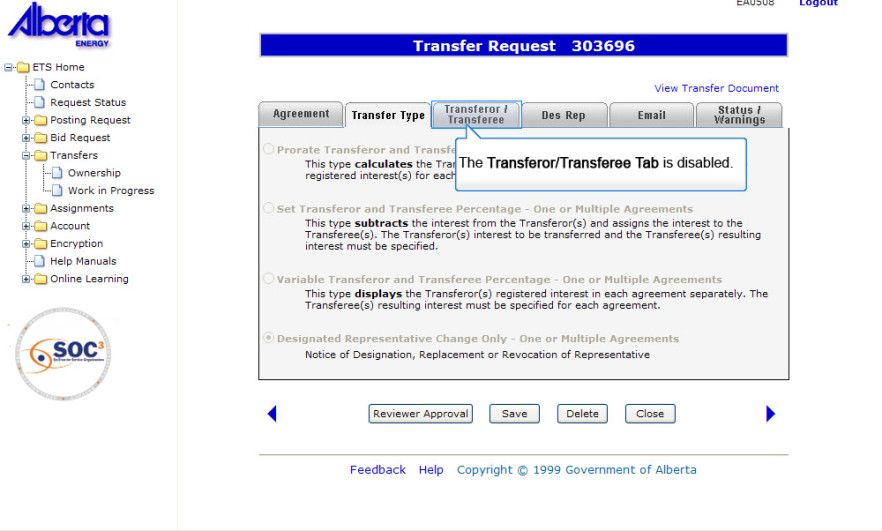 EA0508 Logout
Alberta
ENERGY
Transfer Request 303696
ETS Home
Contacts
Request Status
Posting Request
Bid Request
Transfers
Ownership
Work in Progress
Assignments
Account
Encryption
Help Manuals
Online Learning
SOC3
View Transfer Document
Agreement
Transfer Type
Transferor /
Transferee
Des Rep
Email
Status /
Warnings
The Transferor/Transferee Tab is disabled.
Prorate Transferor and Transfe
This type calculates the Tran
registered interest(s) for each
Set Transferor and Transferee Percentage - One or Multiple Agreements
This type subtracts the interest from the Transferor(s) and assigns the interest to the
Transferee(s). The Transferor(s) interest to be transferred and the Transferee(s) resulting
interest must be specified.
Variable Transferor and Transferee Percentage - One or Multiple Agreements
This type displays the Transferor(s) registered interest in each agreement separately. The
Transferee(s) resulting interest must be specified for each agreement.
Designated Representative Change Only - One or Multiple Agreements
Notice of Designation, Replacement or Revocation of Representative
Reviewer Approval Save Delete Close
Feedback Help Copyright © 1999 Government of Alberta